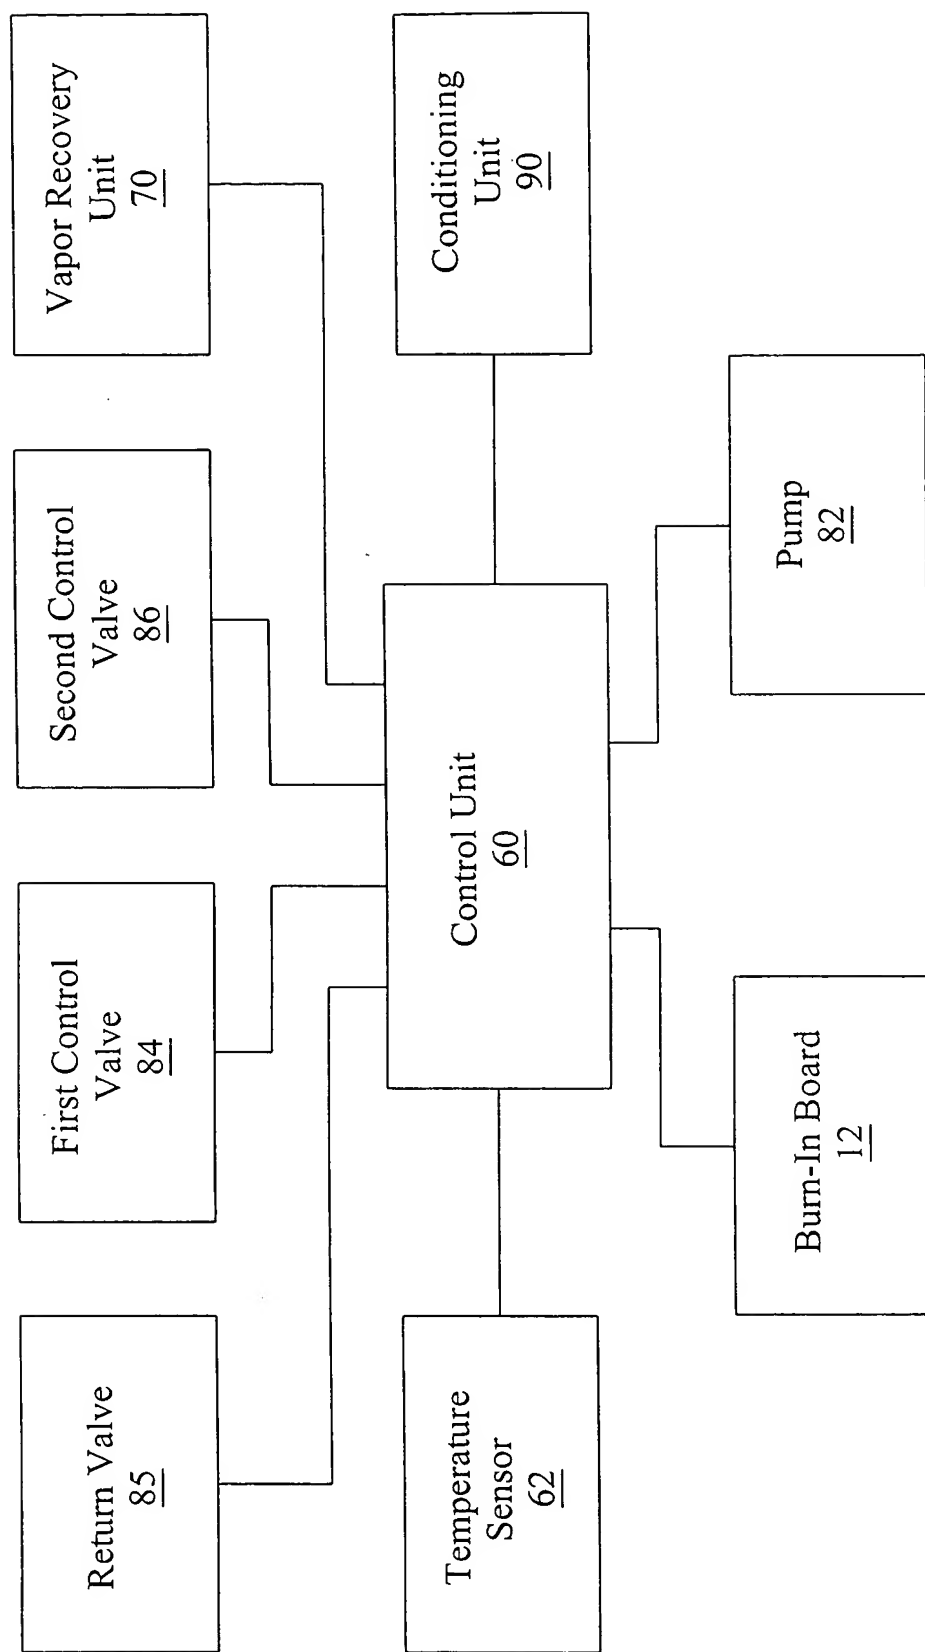 Return Valve
85
First Control
Valve
84
Second Control
Valve
86
Vapor Recovery
Unit
70
Temperature
Sensor
62
Control Unit
60
Conditioning
Unit
90
Burn-In Board
12
Pump
82